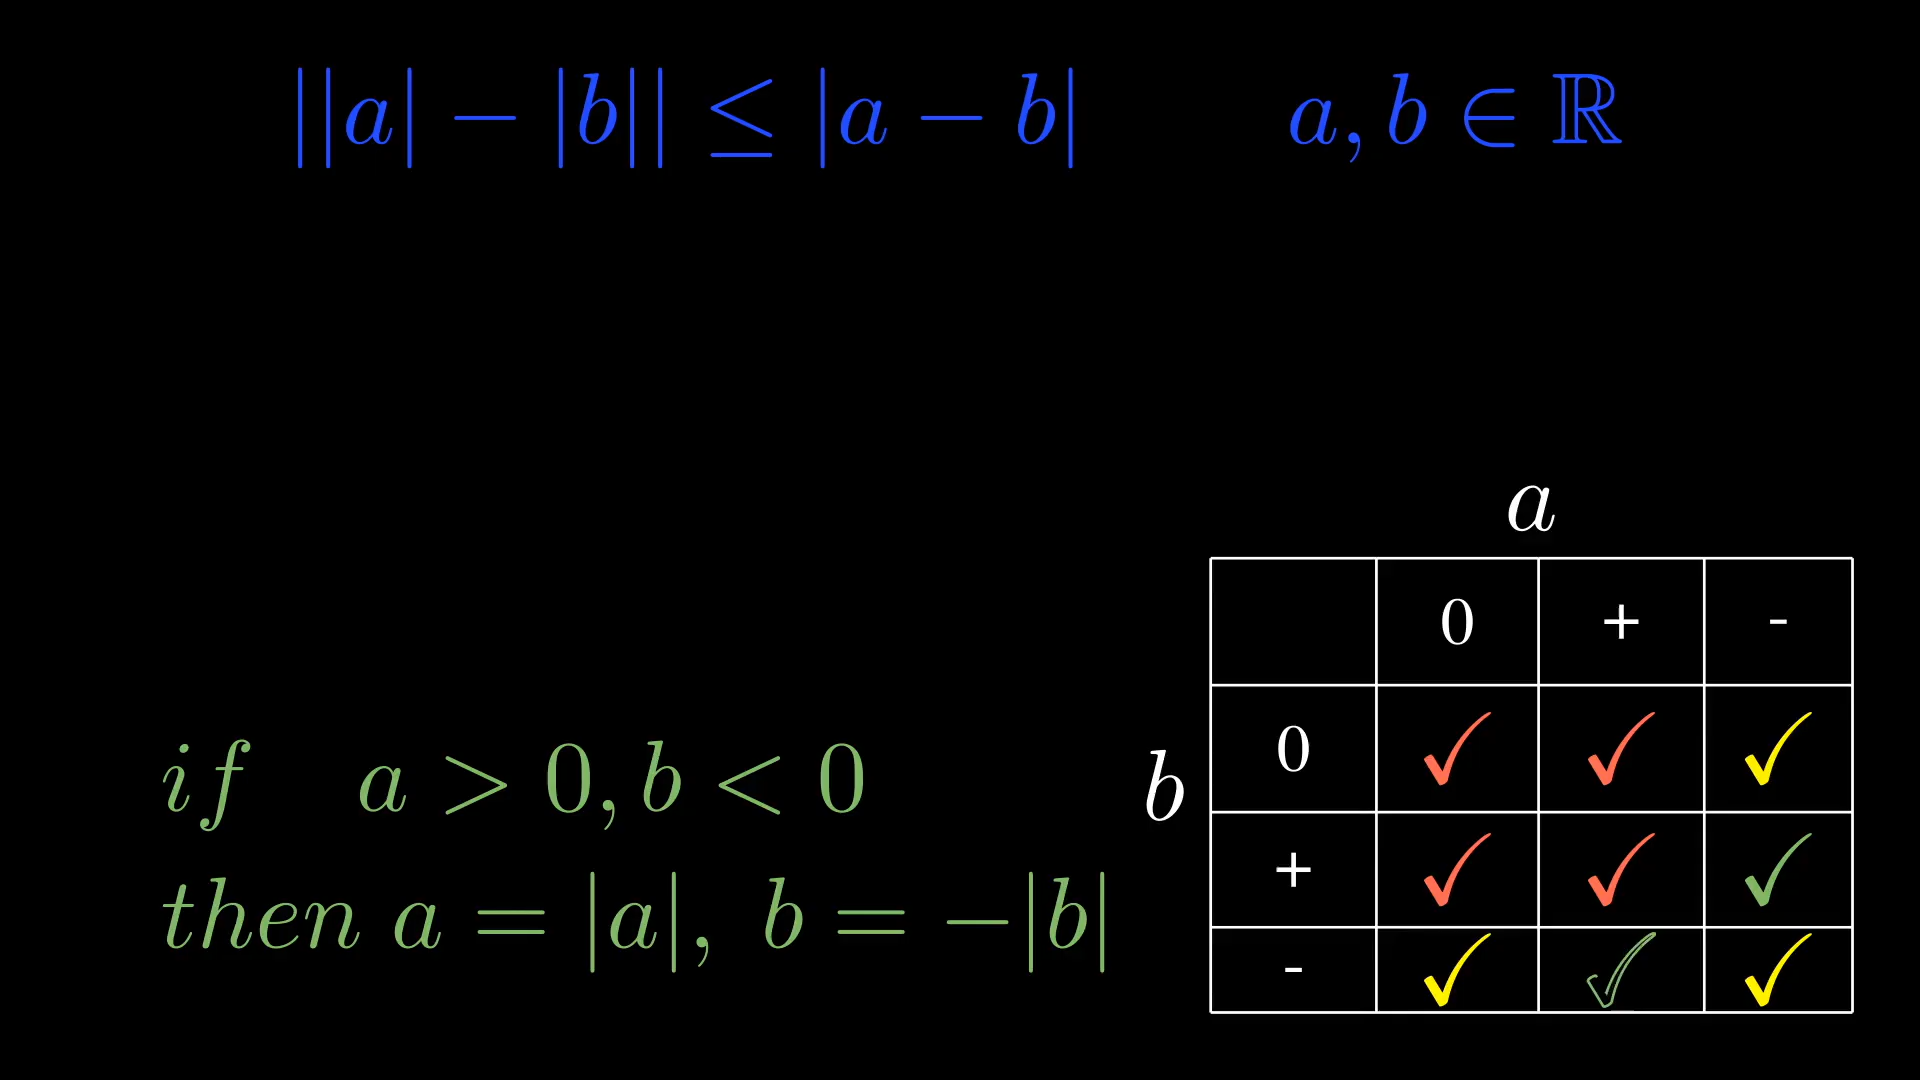 ||a| − |b|| ≤ |a − b| a, b ∈ ℝ
a
0 + -
0 ✓ ✓ ✓
b
+ ✓ ✓ ✓
- ✓ ✓ ✓
if a > 0, b < 0
then a = |a|, b = −|b|